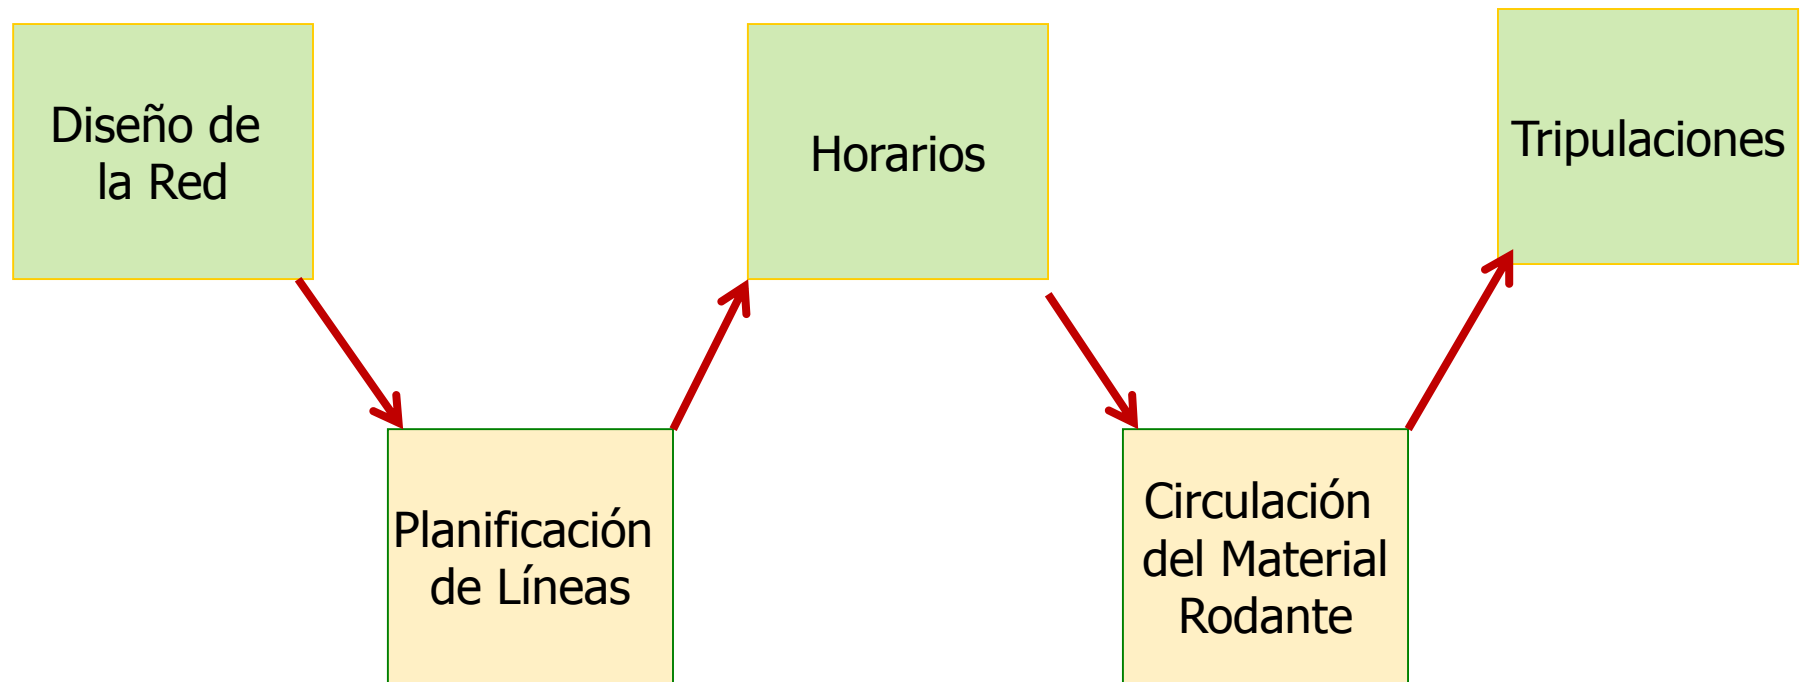 Diseño de
la Red
Planificación
de Líneas
Horarios
Circulación
del Material
Rodante
Tripulaciones